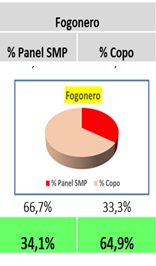 Fogonero
% Panel SMP % Copo
Fogonero
% Panel SMP % Copo
66,7% 33,3%
34,1% 64,9%